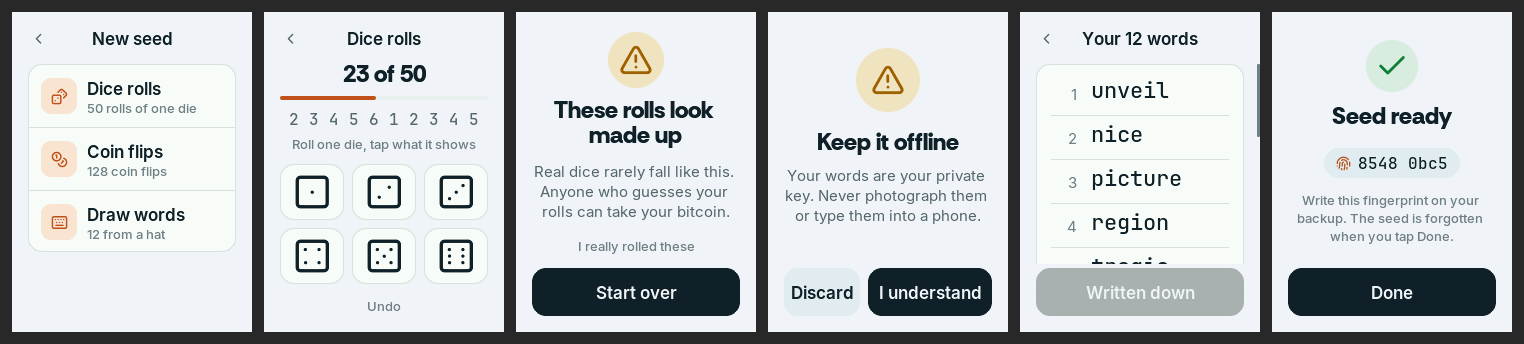 New seed
Dice rolls
50 rolls of one die
Coin flips
128 coin flips
Draw words
12 from a hat
Dice rolls
23 of 50
2 3 4 5 6 1 2 3 4 5
Roll one die, tap what it shows
Undo
These rolls look
made up
Real dice rarely fall like this.
Anyone who guesses your
rolls can take your bitcoin.
I really rolled these
Start over
Keep it offline
Your words are your private
key. Never photograph them
or type them into a phone.
Discard
I understand
Your 12 words
1 unveil
2 nice
3 picture
4 region
Written down
Seed ready
8548 0bc5
Write this fingerprint on your
backup. The seed is forgotten
when you tap Done.
Done